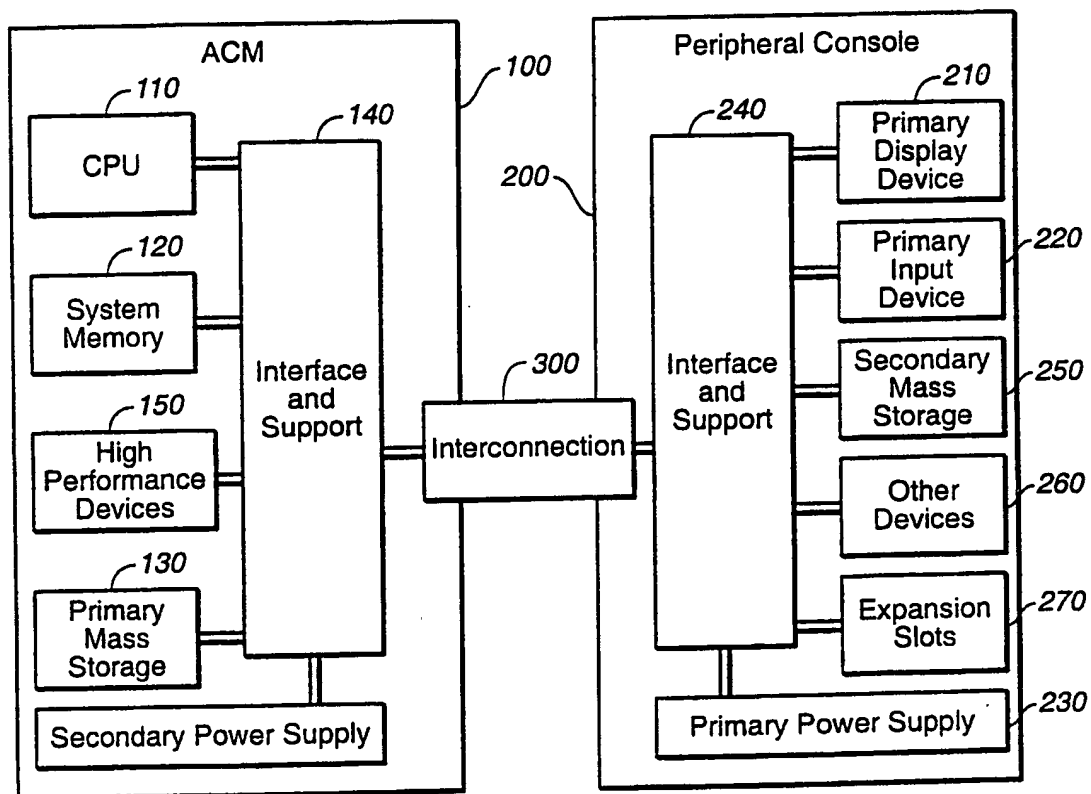 ACM
100
110
CPU
120
System
Memory
150
High
Performance
Devices
130
Primary
Mass
Storage
140
Interface
and
Support
Secondary Power Supply
300
Interconnection
Peripheral Console
200
240
Interface
and
Support
210
Primary
Display
Device
220
Primary
Input
Device
250
Secondary
Mass
Storage
260
Other
Devices
270
Expansion
Slots
230
Primary Power Supply